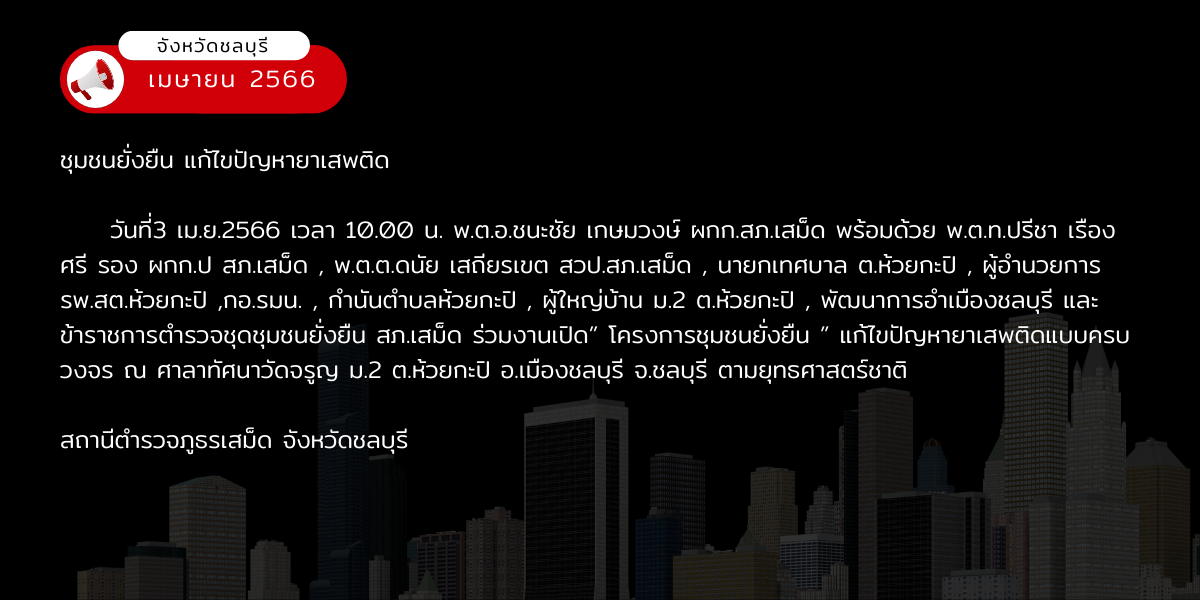 จังหวัดชลบุรี
เมษายน 2566
ชุมชนยั่งยืน แก้ไขปัญหายาเสพติด
วันที่3 เม.ย.2566 เวลา 10.00 น. พ.ต.อ.ชนะชัย เกษมวงษ์ ผกก.สภ.เสม็ด พร้อมด้วย พ.ต.ท.ปรีชา เรือง
ศรี รอง ผกก.ป สภ.เสม็ด , พ.ต.ต.ดนัย เสถียรเขต สวป.สภ.เสม็ด , นายกเทศบาล ต.ห้วยกะปิ , ผู้อำนวยการ
รพ.สต.ห้วยกะปิ ,กอ.รมน. , กำนันตำบลห้วยกะปิ , ผู้ใหญ่บ้าน ม.2 ต.ห้วยกะปิ , พัฒนาการอำเมืองชลบุรี และ
ข้าราชการตำรวจชุดชุมชนยั่งยืน สภ.เสม็ด ร่วมงานเปิด” โครงการชุมชนยั่งยืน ” แก้ไขปัญหายาเสพติดแบบครบ
วงจร ณ ศาลาทัศนาวัดจรูญ ม.2 ต.ห้วยกะปิ อ.เมืองชลบุรี จ.ชลบุรี ตามยุทธศาสตร์ชาติ
สถานีตำรวจภูธรเสม็ด จังหวัดชลบุรี